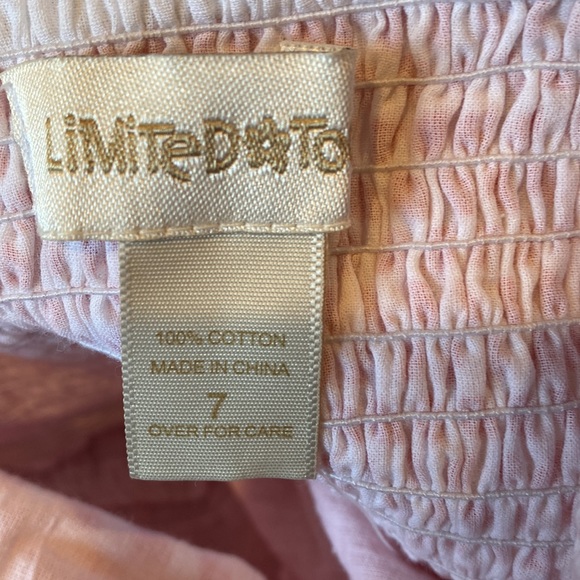 LiMiTeD☆To
100% COTTON
MADE IN CHINA
7
OVER FOR CARE